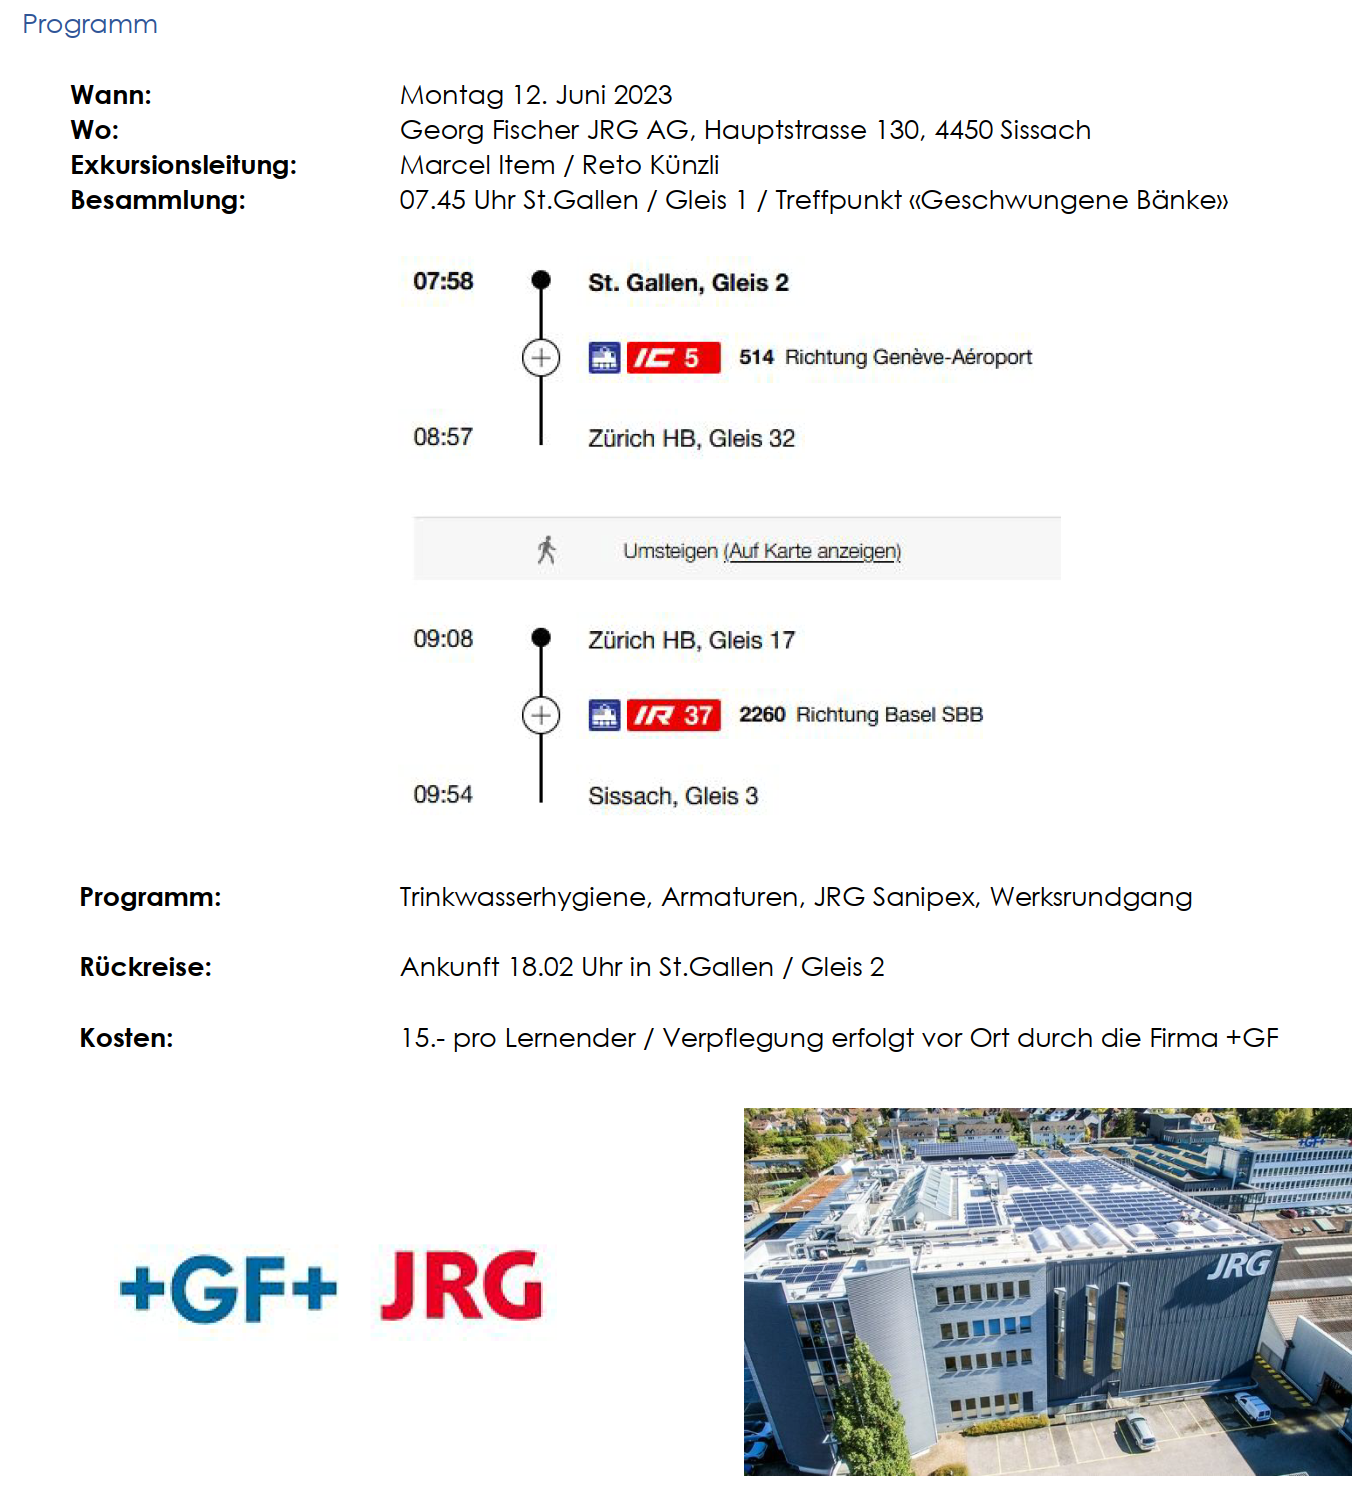 Programm
Wann: Montag 12. Juni 2023
Wo: Georg Fischer JRG AG, Hauptstrasse 130, 4450 Sissach
Exkursionsleitung: Marcel Item / Reto Künzli
Besammlung: 07.45 Uhr St.Gallen / Gleis 1 / Treffpunkt «Geschwungene Bänke»
07:58 St. Gallen, Gleis 2
IC 5 514 Richtung Genève-Aéroport
08:57 Zürich HB, Gleis 32
Umsteigen (Auf Karte anzeigen)
09:08 Zürich HB, Gleis 17
IR 37 2260 Richtung Basel SBB
09:54 Sissach, Gleis 3
Programm: Trinkwasserhygiene, Armaturen, JRG Sanipex, Werksrundgang
Rückreise: Ankunft 18.02 Uhr in St.Gallen / Gleis 2
Kosten: 15.- pro Lernender / Verpflegung erfolgt vor Ort durch die Firma +GF
+GF+ JRG
+GF+
JRG